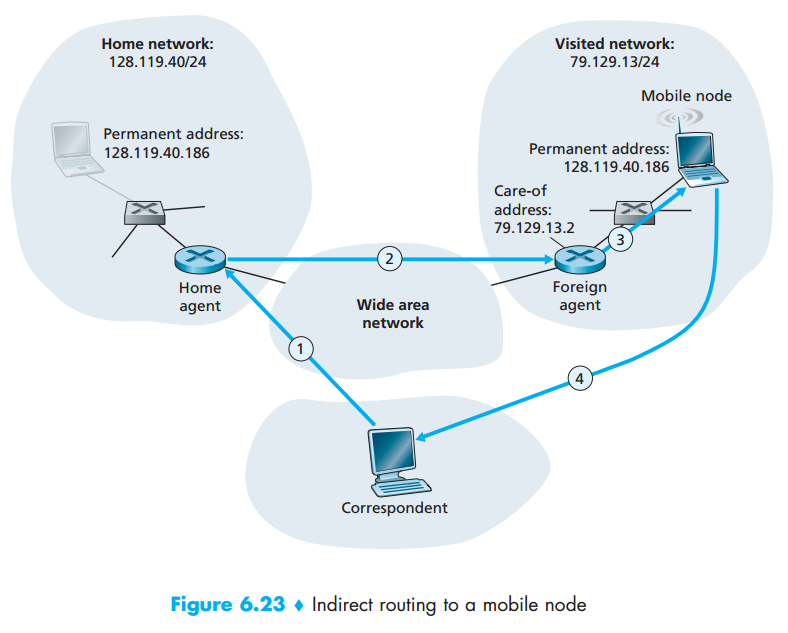 Home network:
128.119.40/24
Visited network:
79.129.13/24
Mobile node
Permanent address:
128.119.40.186
Permanent address:
128.119.40.186
Care-of
address:
79.129.13.2
3
2
Home
agent
Foreign
agent
Wide area
network
1
4
Correspondent
Figure 6.23 ♦ Indirect routing to a mobile node